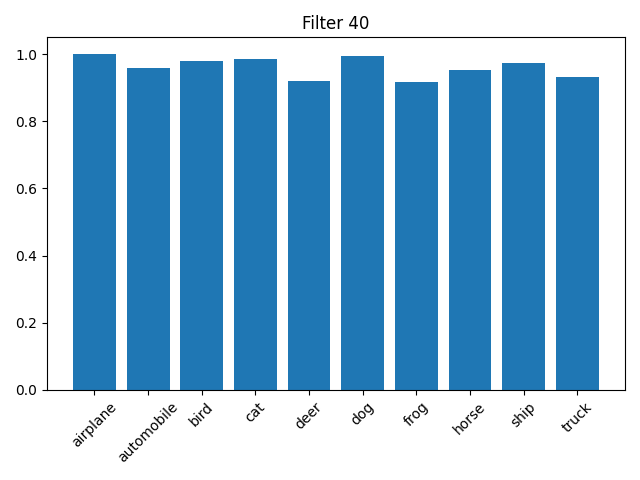 Filter 40
1.0
0.8
0.6
0.4
0.2
0.0
airplane
automobile
bird
cat
deer
dog
frog
horse
ship
truck